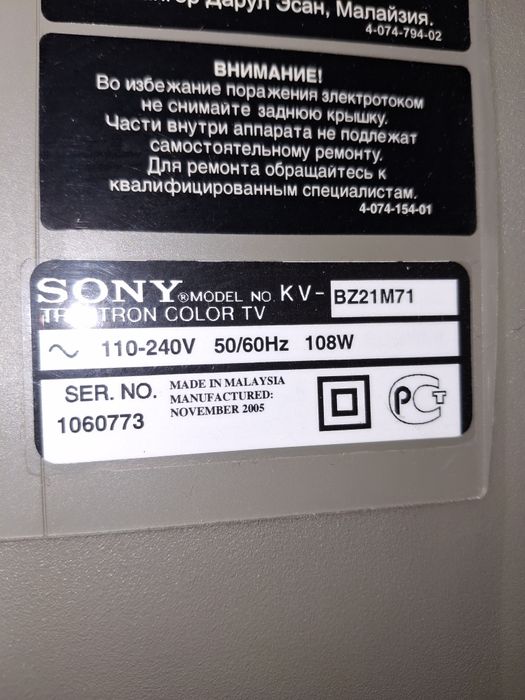 Дарул Эсан, Малайзия.
4-074-794-02
ВНИМАНИЕ!
Во избежание поражения злектротоком
не снимайте заднюю крышку.
Части внутри аппарата не подлежат
самостоятельному ремонту.
Для ремонта обращайтесь к
квалифицированным специалистам.
4-074-154-01
SONY ® MODEL NO. KV- BZ21M71
TRINITRON COLOR TV
~ 110-240V 50/60Hz 108W
SER. NO.
1060773
MADE IN MALAYSIA
MANUFACTURED:
NOVEMBER 2005
РСТ